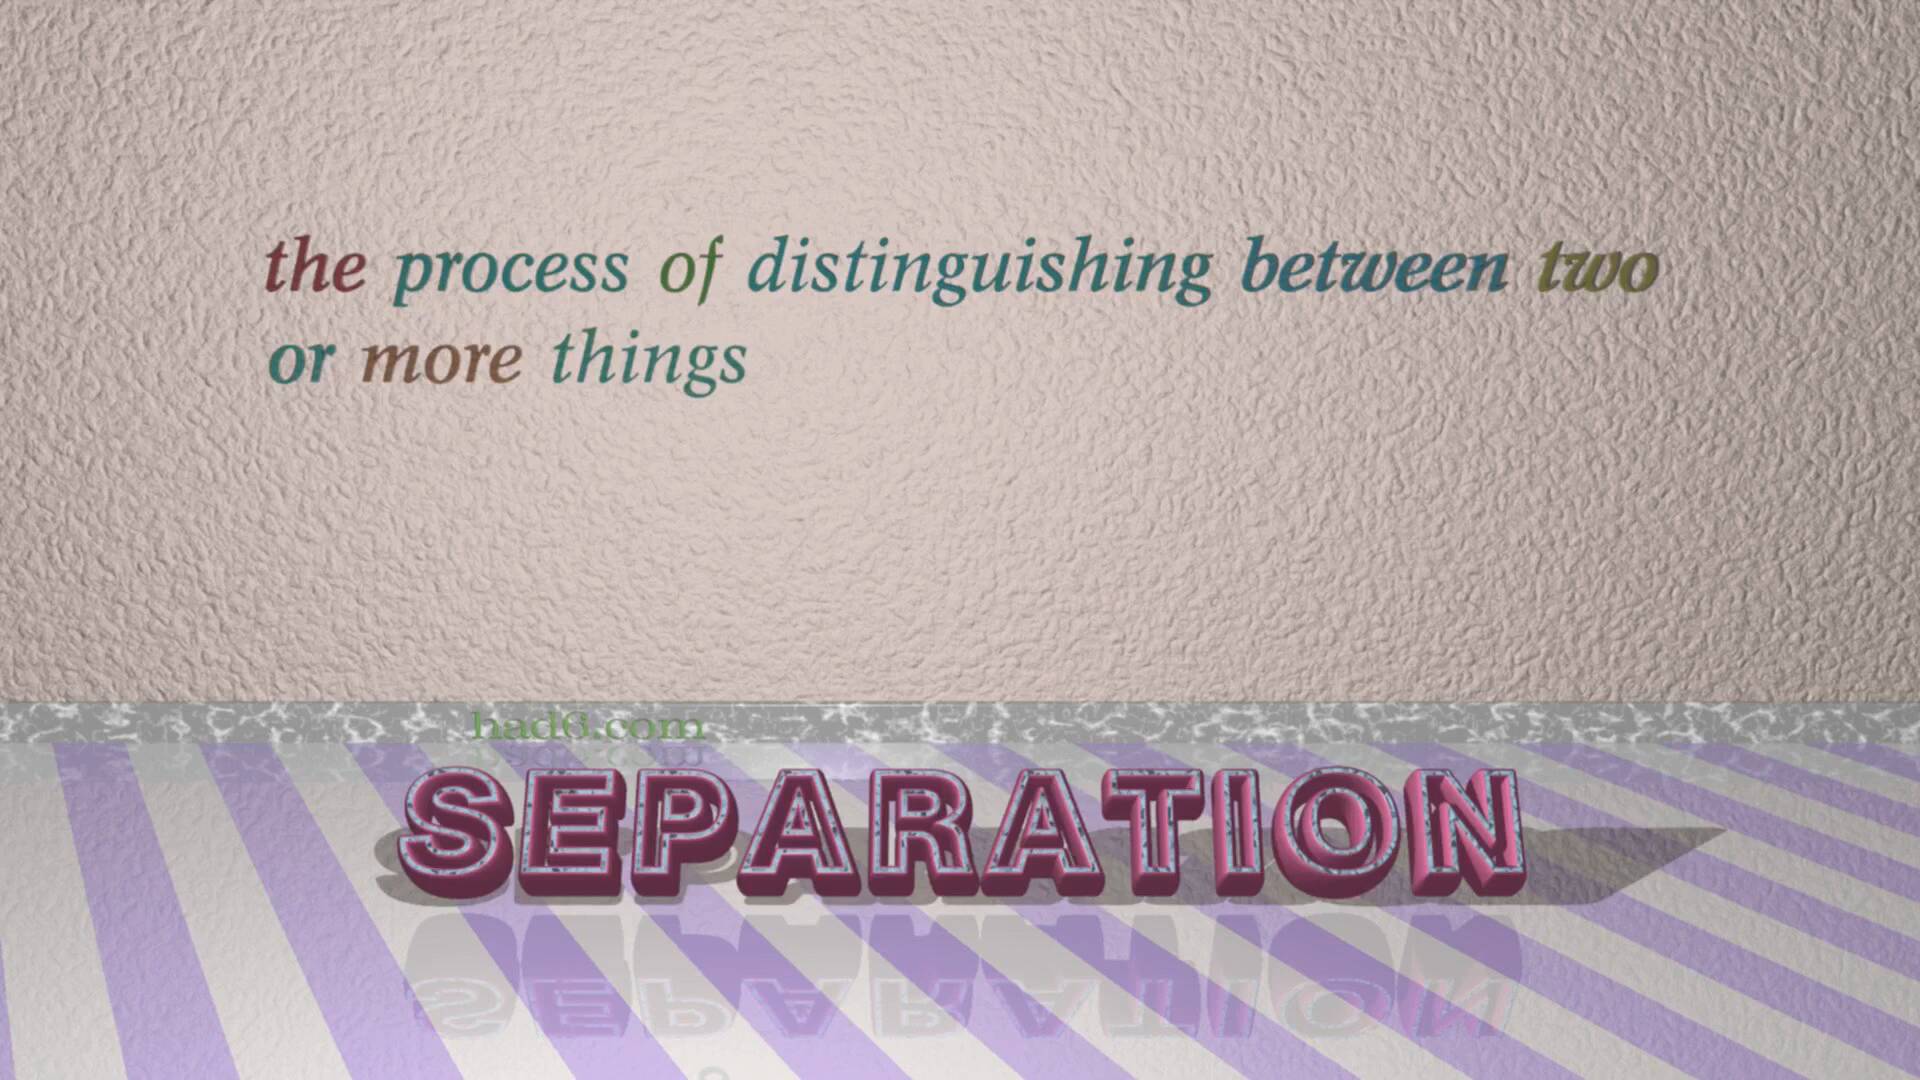 the process of distinguishing between two
or more things
had6.com
SEPARATION